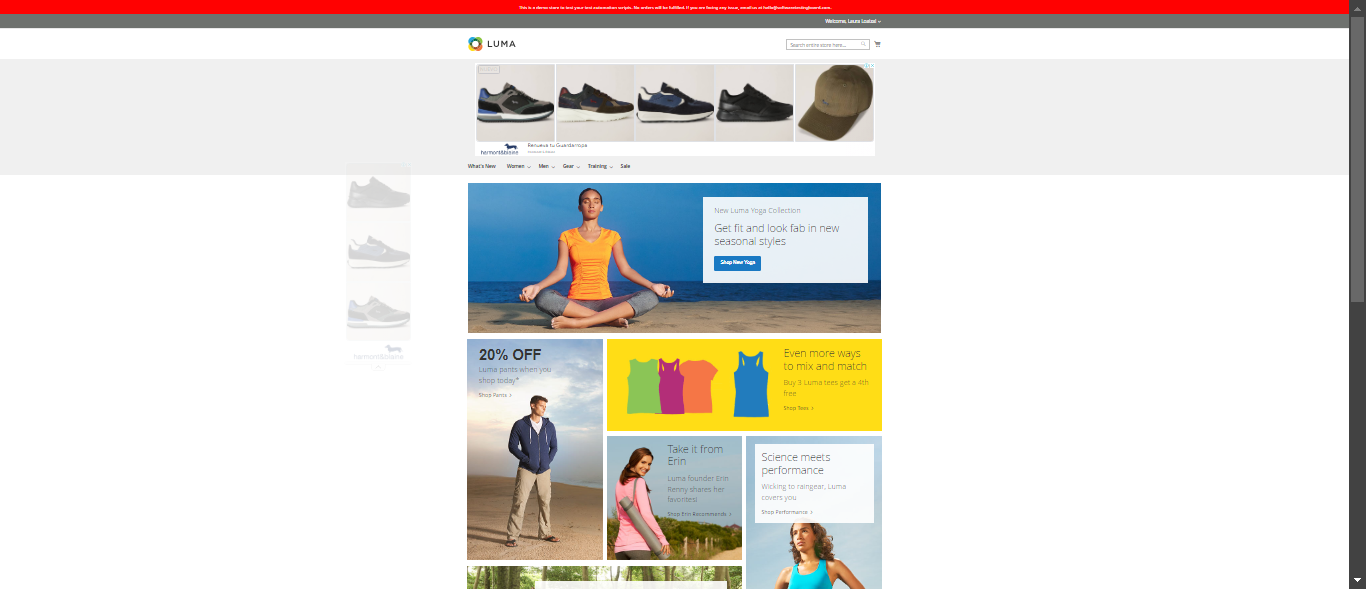 This is a demo store to test your test automation scripts. No orders will be fulfilled. If you are facing any issue, email us at hello@softwaretestingboard.com.
Welcome, Laura Loaiza!
LUMA
Search entire store here...
harmont&blaine
Renueva tu Guardarropa
What's New Women Men Gear Training Sale
New Luma Yoga Collection
Get fit and look fab in new
seasonal styles
Shop New Yoga
harmont&blaine
20% OFF
Luma pants when you
shop today*
Shop Pants
Even more ways
to mix and match
Buy 3 Luma tees get a 4th
free
Shop Tees
Take it from
Erin
Luma founder Erin
Renny shares her
favorites!
Shop Erin Recommends
Science meets
performance
Wicking to raingear, Luma
covers you
Shop Performance